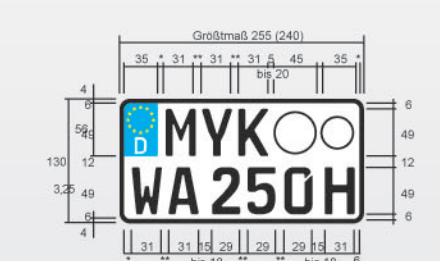 Größtmaß 255 (240)
35 * 31 ** 31 ** 31 5 45 35 *
bis 20
4
6 6
56 49 49
D MYK
130 12 12
3,25 49 49
WA 250H
6 6
4
31 31 15 29 29 29 15 31
* ** bis 18 ** ** bis 18 6